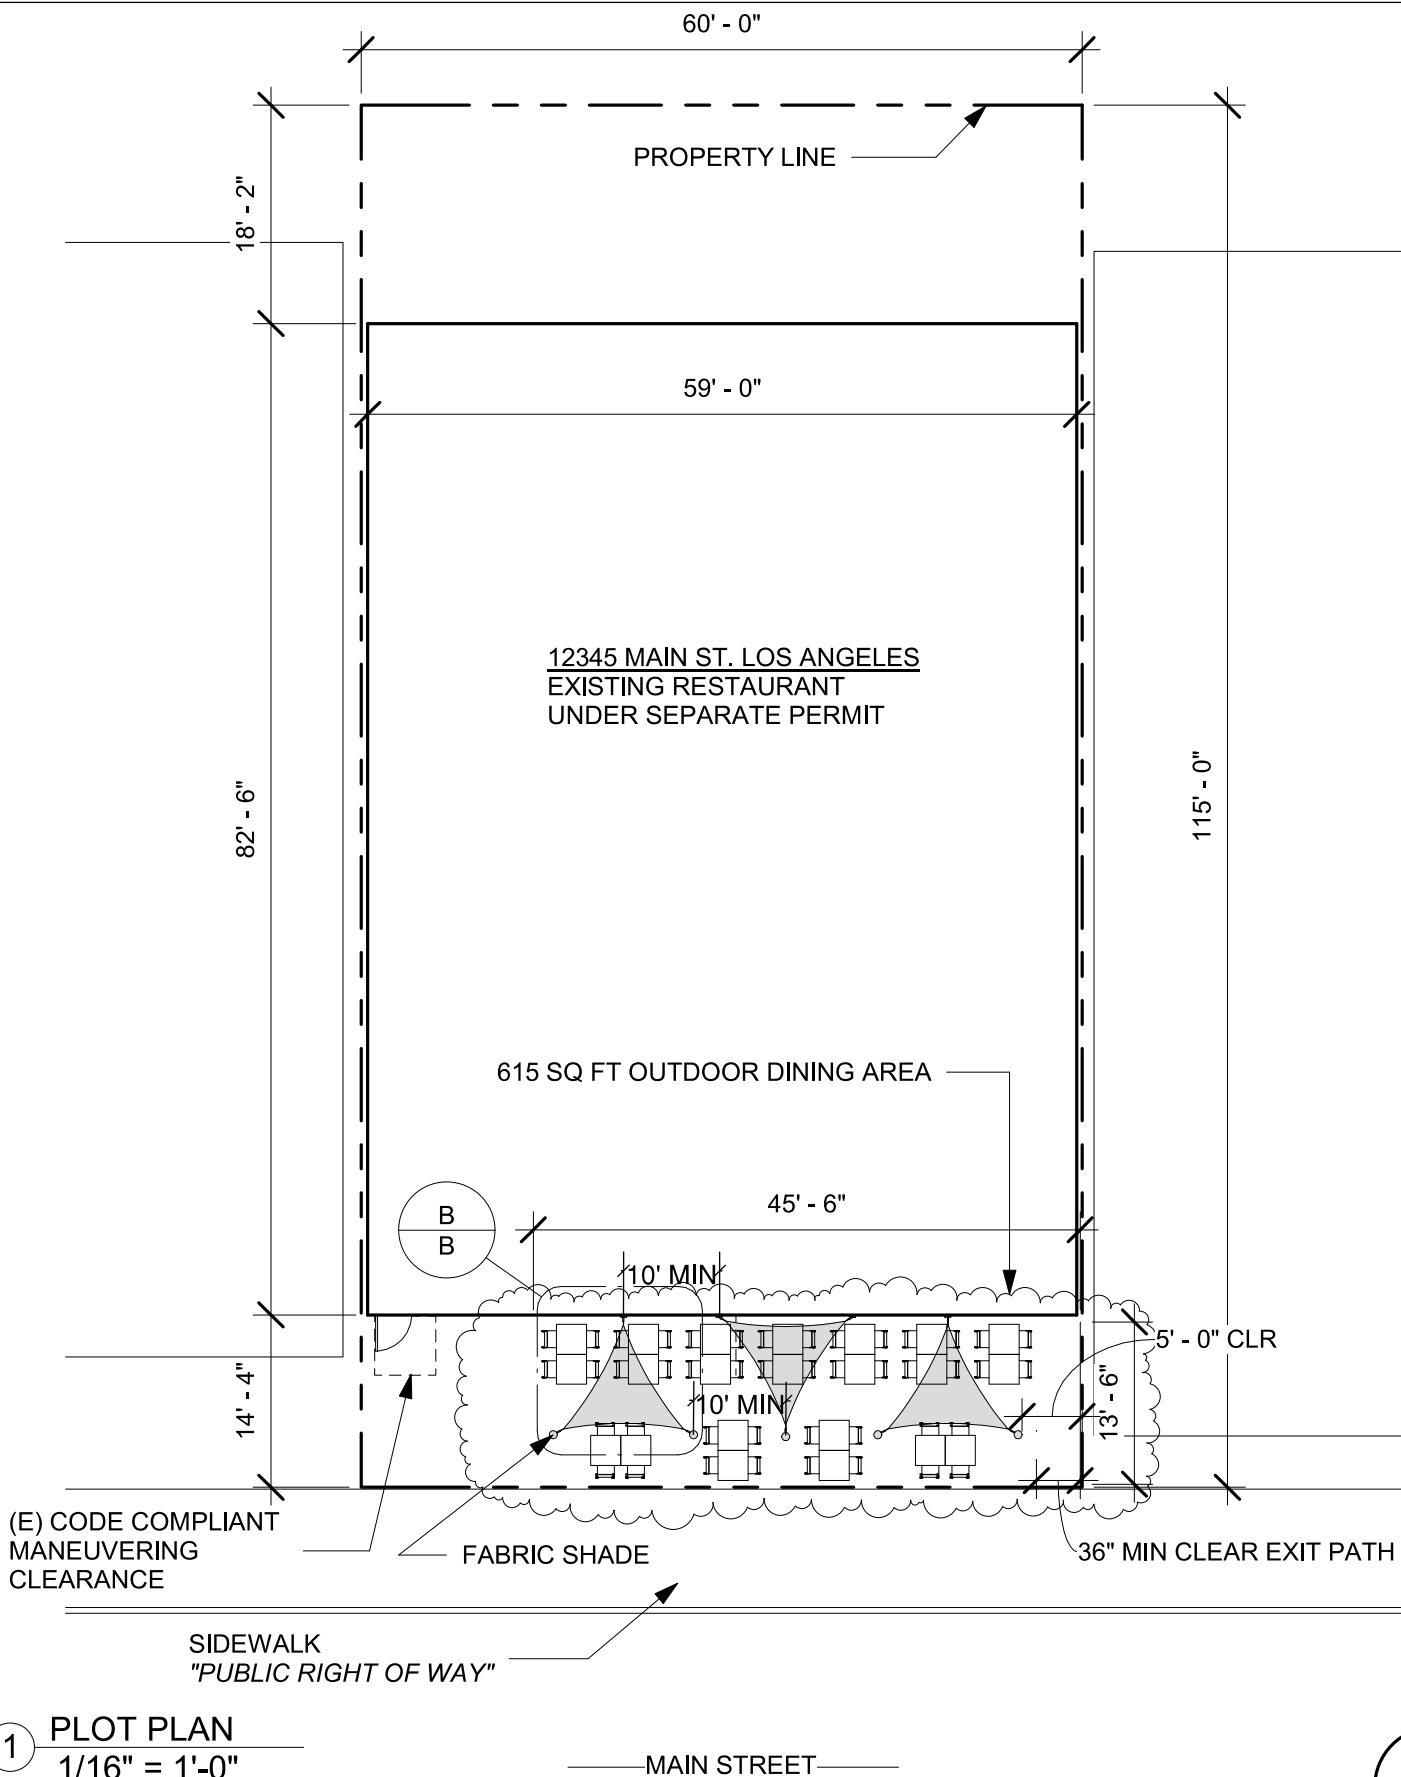 60' - 0"
PROPERTY LINE
18' - 2"
59' - 0"
12345 MAIN ST. LOS ANGELES
EXISTING RESTAURANT
UNDER SEPARATE PERMIT
82' - 6"
115' - 0"
615 SQ FT OUTDOOR DINING AREA
45' - 6"
B
B
10' MIN
5' - 0" CLR
14' - 4"
10' MIN
13' - 6"
(E) CODE COMPLIANT
MANEUVERING
CLEARANCE
FABRIC SHADE
36" MIN CLEAR EXIT PATH
SIDEWALK
"PUBLIC RIGHT OF WAY"
1
PLOT PLAN
1/16" = 1'-0"
MAIN STREET